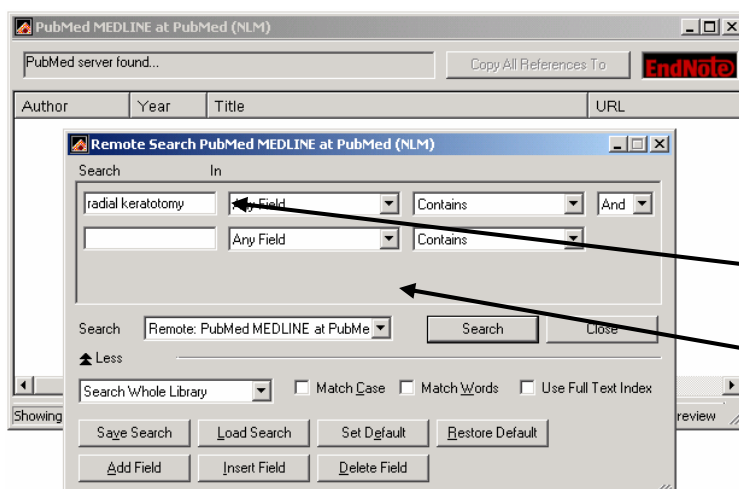 PubMed MEDLINE at PubMed (NLM)
PubMed server found...
Copy All References To
EndNote
Author Year Title URL
Remote Search PubMed MEDLINE at PubMed (NLM)
Search In
radial keratotomy Any Field Contains And
Any Field Contains
Search Remote: PubMed MEDLINE at PubMe Search Close
Less
Search Whole Library Match Case Match Words Use Full Text Index
Showing review
Save Search Load Search Set Default Restore Default
Add Field Insert Field Delete Field